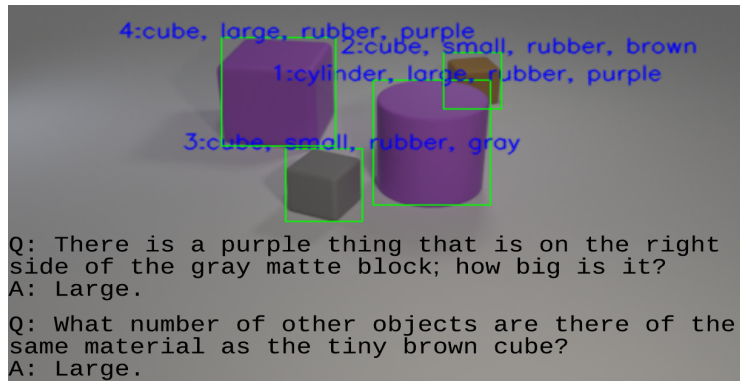 4:cube, large, rubber, purple
2:cube, small, rubber, brown
1:cylinder, large, rubber, purple
3:cube, small, rubber, gray
Q: There is a purple thing that is on the right
side of the gray matte block; how big is it?
A: Large.
Q: What number of other objects are there of the
same material as the tiny brown cube?
A: Large.